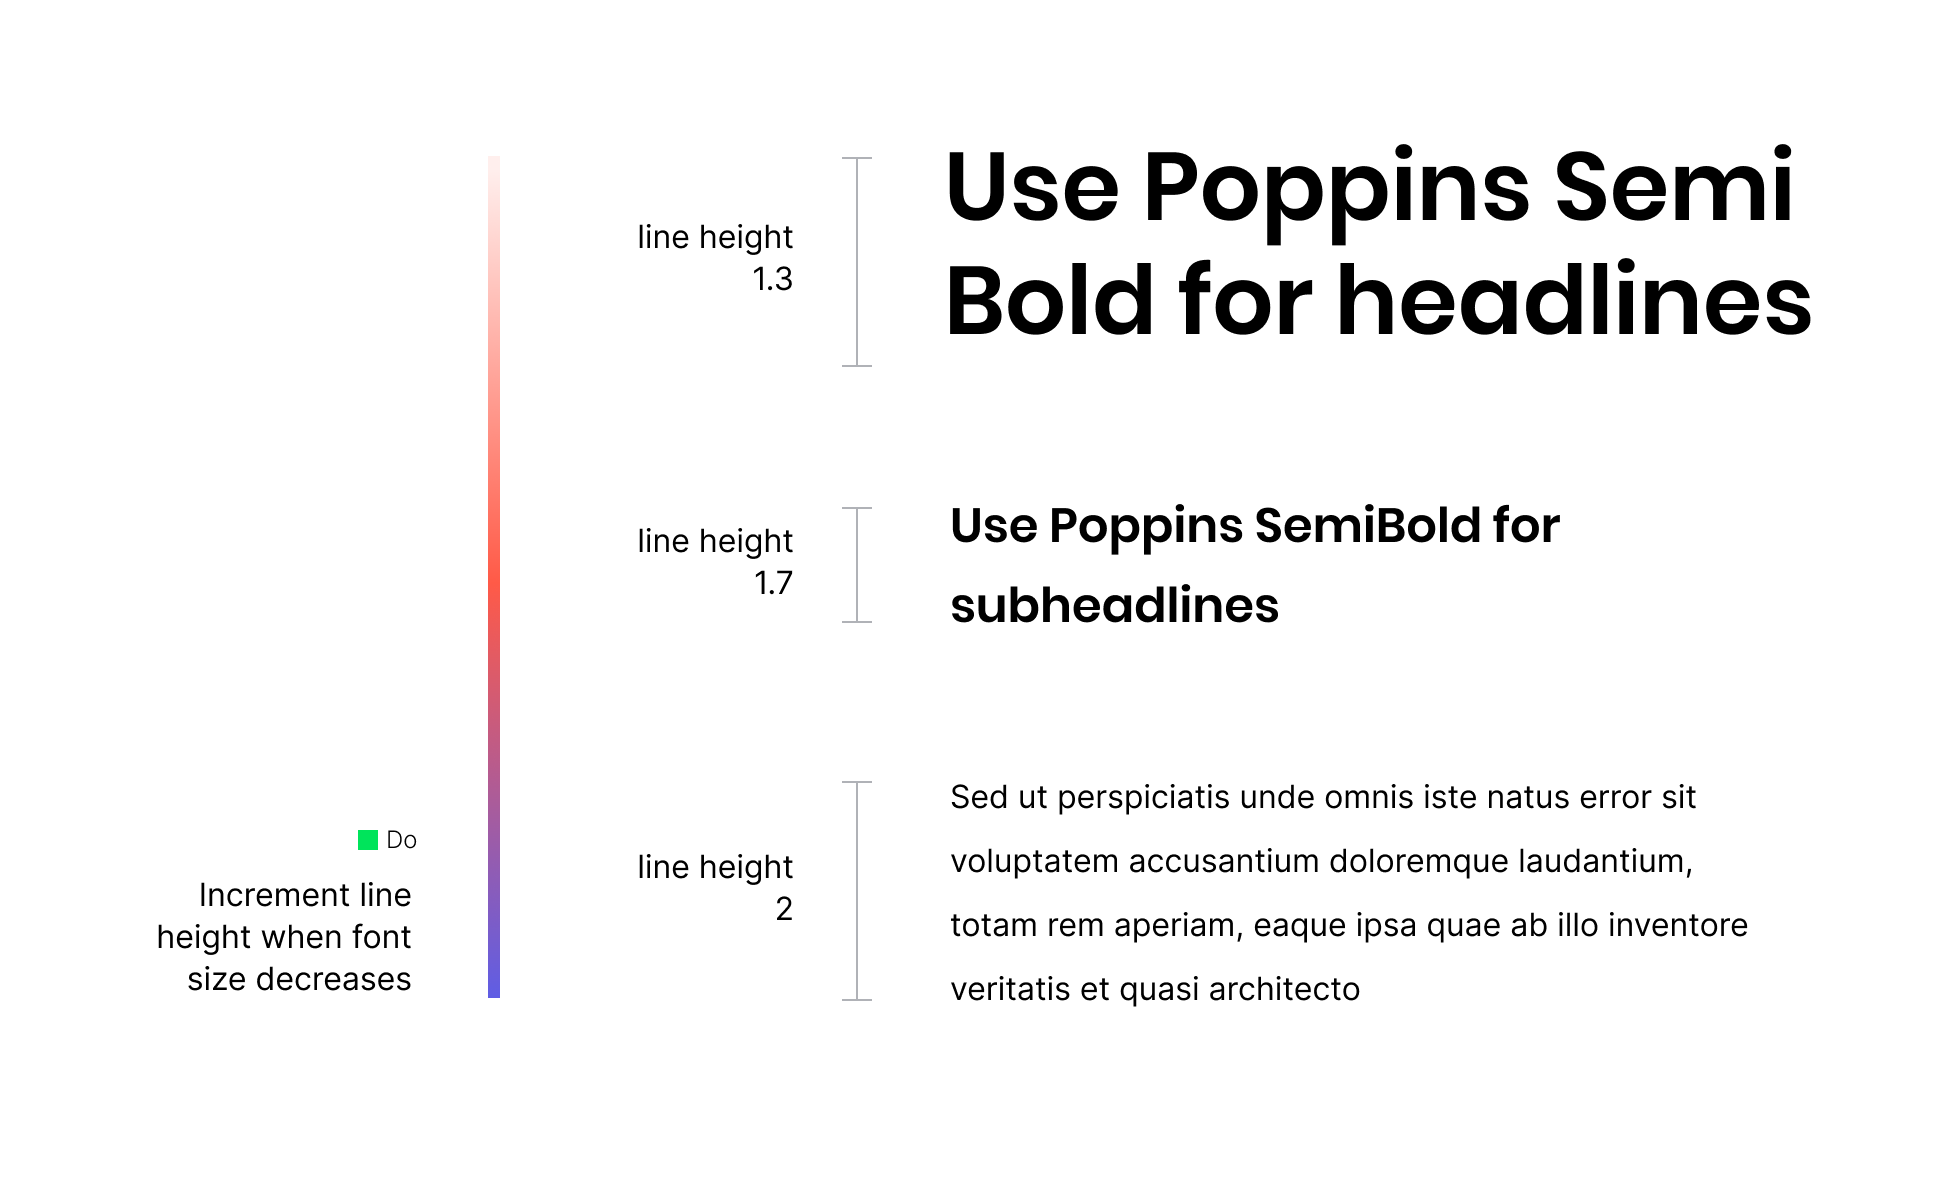 line height
1.3
Use Poppins Semi
Bold for headlines
line height
1.7
Use Poppins SemiBold for
subheadlines
Do
Increment line
height when font
size decreases
line height
2
Sed ut perspiciatis unde omnis iste natus error sit
voluptatem accusantium doloremque laudantium,
totam rem aperiam, eaque ipsa quae ab illo inventore
veritatis et quasi architecto